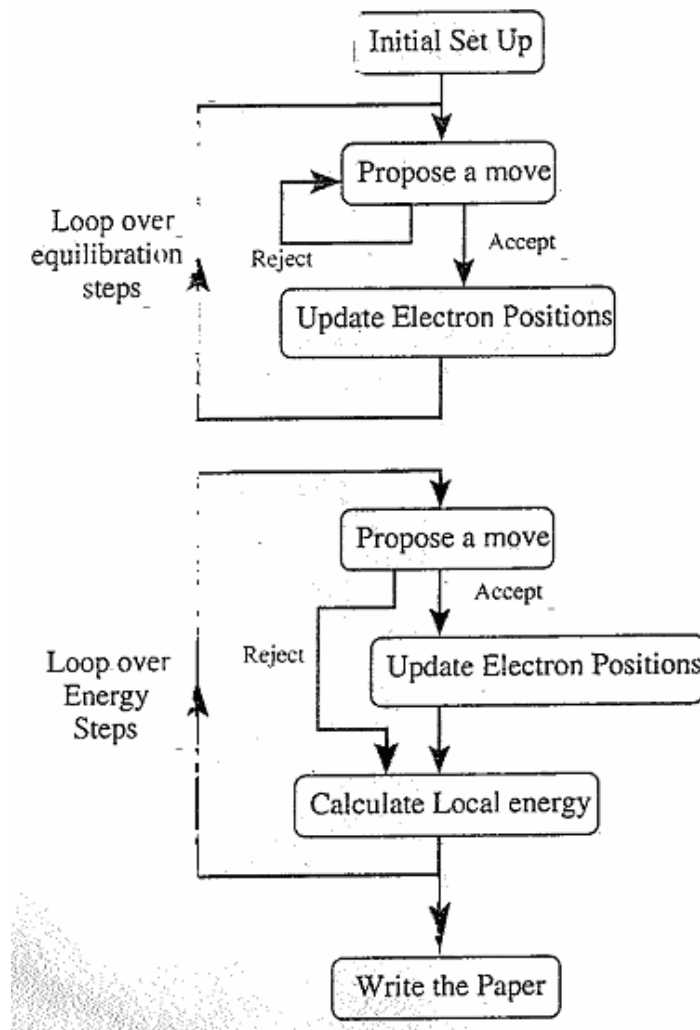 Initial Set Up
Propose a move
Loop over
equilibration
steps
Reject
Accept
Update Electron Positions
Propose a move
Accept
Reject
Loop over
Energy
Steps
Update Electron Positions
Calculate Local energy
Write the Paper